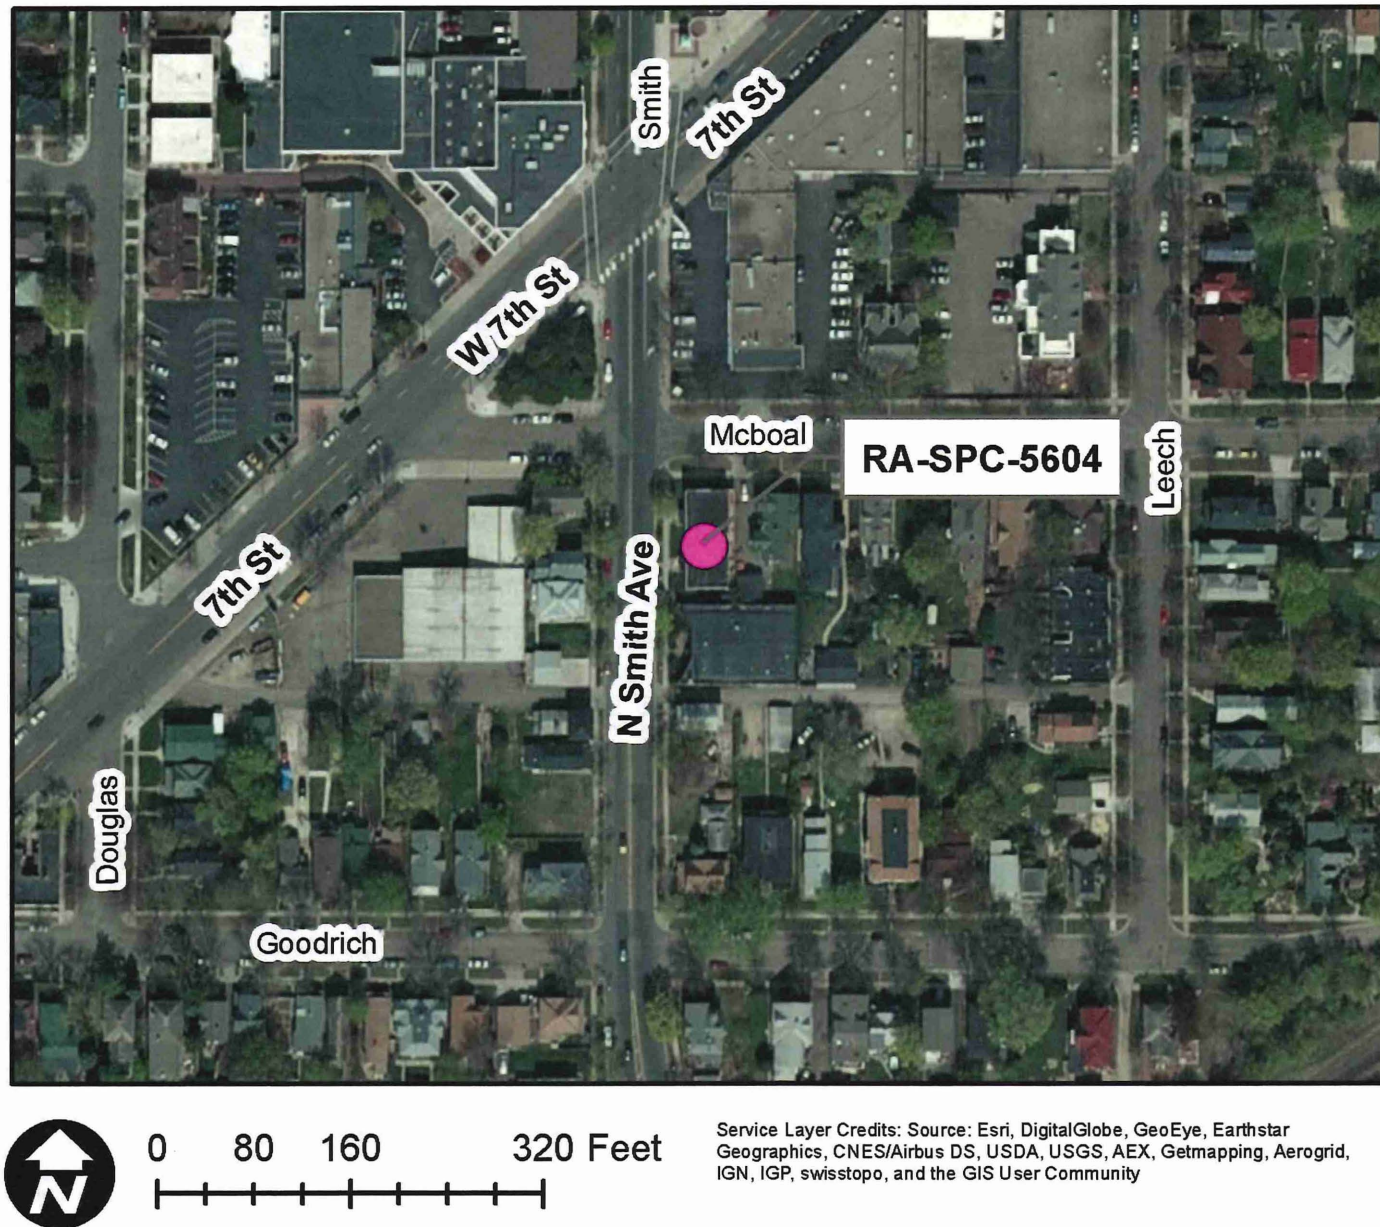 Smith
7th St
W 7th St
Mcboal
RA-SPC-5604
Leech
7th St
N Smith Ave
Douglas
Goodrich
N
0 80 160 320 Feet
Service Layer Credits: Source: Esri, DigitalGlobe, GeoEye, Earthstar
Geographics, CNES/Airbus DS, USDA, USGS, AEX, Getmapping, Aerogrid,
IGN, IGP, swisstopo, and the GIS User Community